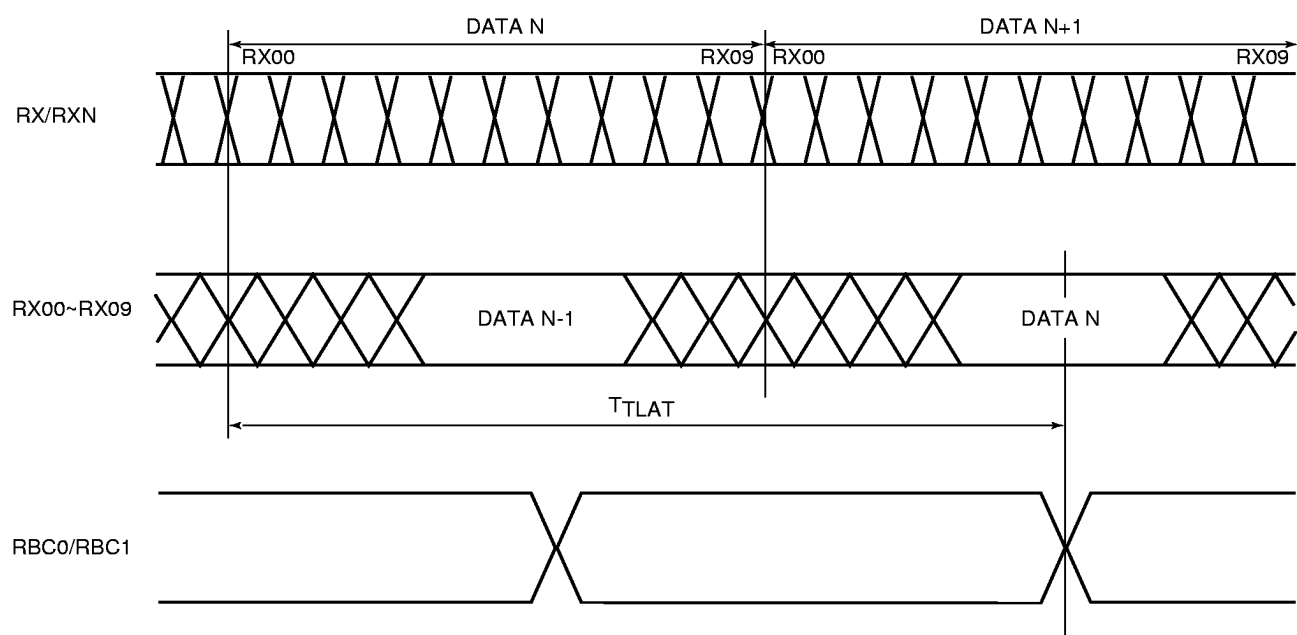 DATA N
DATA N+1
RX00
RX09
RX00
RX09
RX/RXN
RX00~RX09
DATA N-1
DATA N
TTLAT
RBC0/RBC1